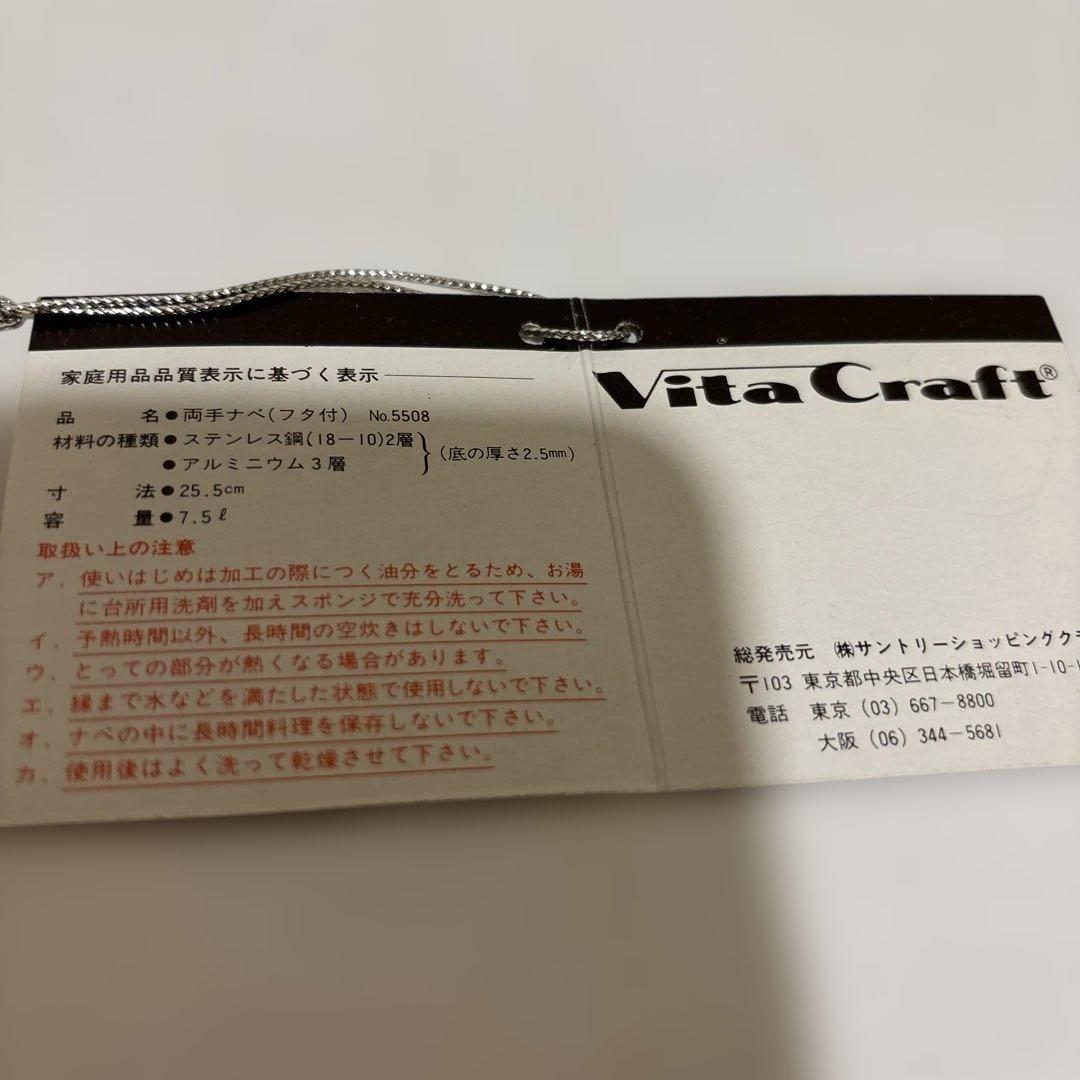 家庭用品品質表示に基づく表示
品名●両手ナベ(フタ付) No.5508
材料の種類●ステンレス鋼(18－10)2層
●アルミニウム3層
(底の厚さ2.5mm)
寸法●25.5cm
容量●7.5ℓ
取扱い上の注意
ア．使いはじめは加工の際につく油分をとるため、お湯
に台所用洗剤を加えスポンジで充分洗って下さい。
イ．予熱時間以外、長時間の空炊きはしないで下さい。
ウ．とっての部分が熱くなる場合があります。
エ．縁まで水などを満たした状態で使用しないで下さい。
オ．ナベの中に長時間料理を保存しないで下さい。
カ．使用後はよく洗って乾燥させて下さい。
Vita Craft®
総発売元 ㈱サントリーショッピングクラ
〒103 東京都中央区日本橋堀留町1-10-1
電話 東京 (03) 667－8800
大阪 (06) 344－5681